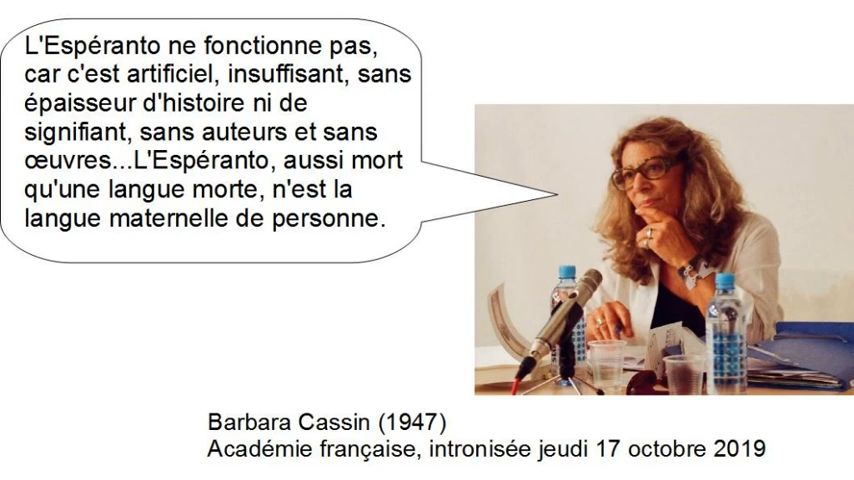 L'Espéranto ne fonctionne pas,
car c'est artificiel, insuffisant, sans
épaisseur d'histoire ni de
signifiant, sans auteurs et sans
œuvres...L'Espéranto, aussi mort
qu'une langue morte, n'est la
langue maternelle de personne.
Barbara Cassin (1947)
Académie française, intronisée jeudi 17 octobre 2019